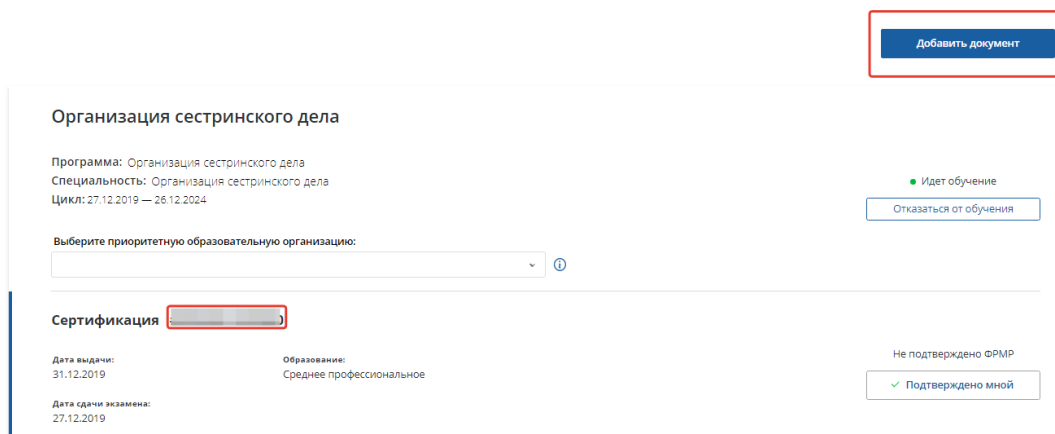 Добавить документ
Организация сестринского дела
Программа: Организация сестринского дела
Специальность: Организация сестринского дела
Цикл: 27.12.2019 — 26.12.2024
Идет обучение
Отказаться от обучения
Выберите приоритетную образовательную организацию:
Сертификация
Дата выдачи:
31.12.2019
Образование:
Среднее профессиональное
Не подтверждено ФРМР
Подтверждено мной
Дата сдачи экзамена:
27.12.2019